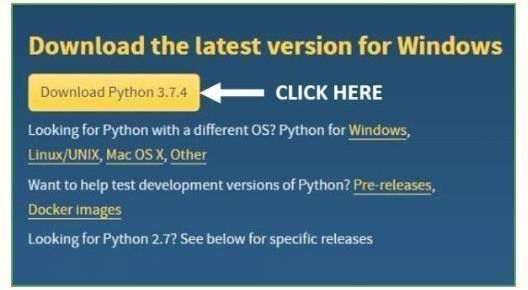 Download the latest version for Windows
Download Python 3.7.4 CLICK HERE
Looking for Python with a different OS? Python for Windows,
Linux/UNIX, Mac OS X, Other
Want to help test development versions of Python? Pre-releases,
Docker images
Looking for Python 2.7? See below for specific releases